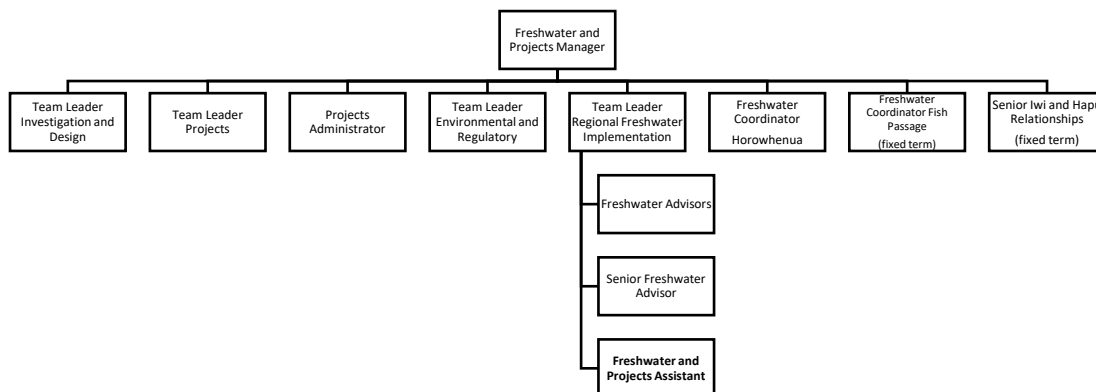 Freshwater and
Projects Manager
Team Leader
Investigation and
Design
Team Leader
Projects
Projects
Administrator
Team Leader
Environmental and
Regulatory
Team Leader
Regional Freshwater
Implementation
Freshwater
Coordinator
Horowhenua
Freshwater
Coordinator Fish
Passage
(fixed term)
Senior Iwi and Hapu
Relationships
(fixed term)
Freshwater Advisors
Senior Freshwater
Advisor
Freshwater and
Projects Assistant